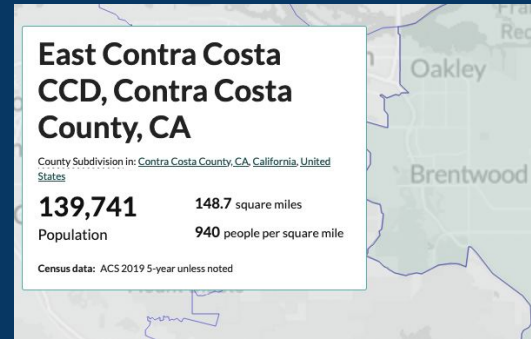 East Contra Costa
CCD, Contra Costa
County, CA
County Subdivision in: Contra Costa County, CA, California, United
States
139,741
Population
148.7 square miles
940 people per square mile
Census data: ACS 2019 5-year unless noted
Oakley
Brentwood